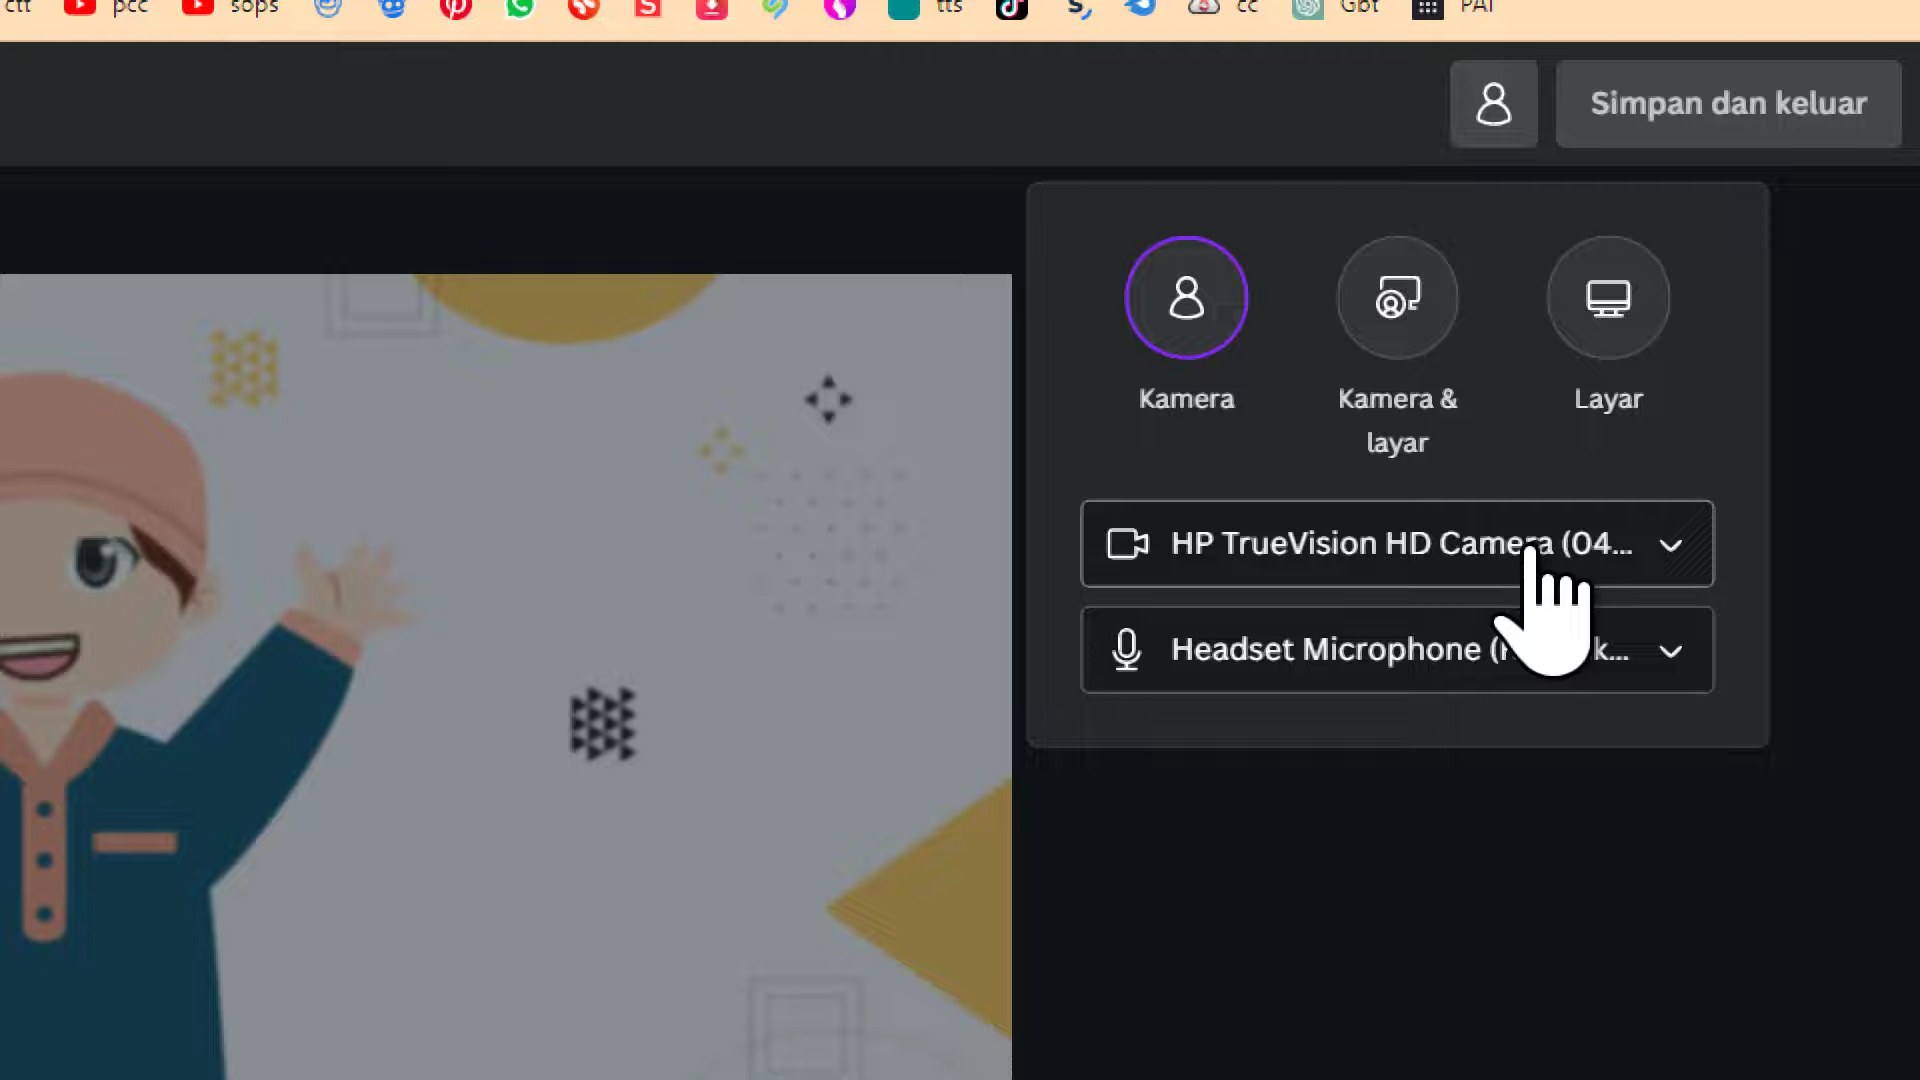 ctt pcc sops tts cc Gbt PAI
Simpan dan keluar
Kamera
Kamera &
layar
Layar
HP TrueVision HD Camera (04...
Headset Microphone (